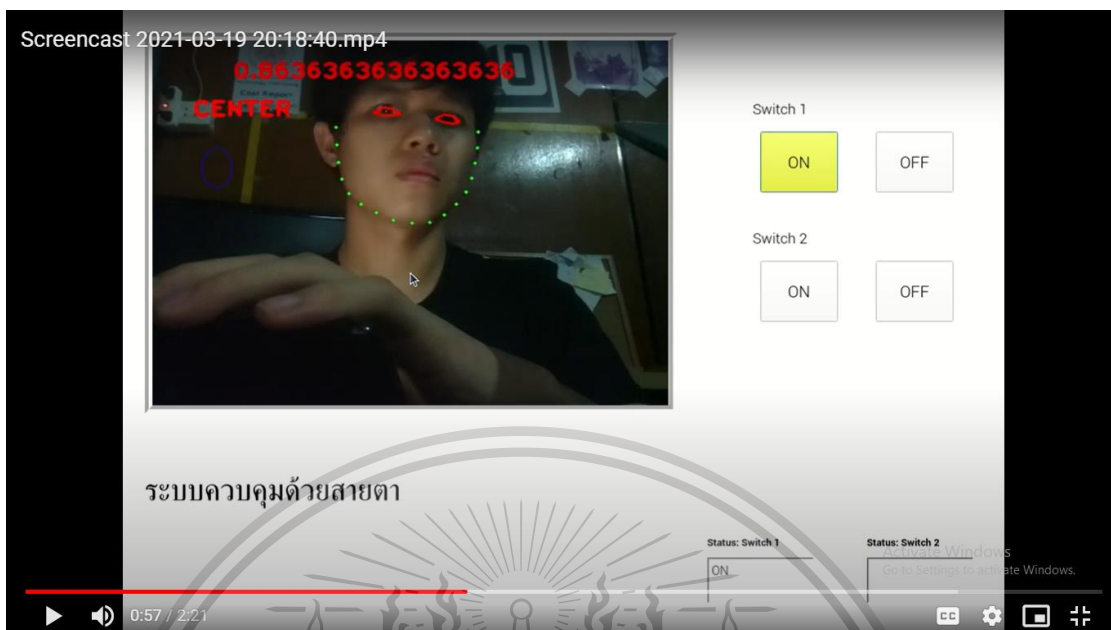 Screencast 2021-03-19 20:18:40.mp4
0.8636363636363636
CENTER
Switch 1
ON
OFF
Switch 2
ON
OFF
ระบบควบคุมด้วยสายตา
Status: Switch 1
ON
Status: Switch 2
Activate Windows
Go to Settings to activate Windows.
0:57 / 2:21
CC